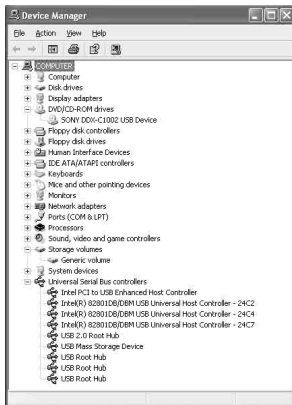 Device Manager
File Action View Help
COMPUTER
Computer
Disk drives
Display adapters
DVD/CD-ROM drives
SONY DDX-C1002 USB Device
Floppy disk controllers
Floppy disk drives
Human Interface Devices
IDE ATA/ATAPI controllers
Keyboards
Mice and other pointing devices
Monitors
Network adapters
Ports (COM & LPT)
Processors
Sound, video and game controllers
Storage volumes
Generic volume
System devices
Universal Serial Bus controllers
Intel PCI to USB Enhanced Host Controller
Intel(R) 82801DB/DBM USB Universal Host Controller - 24C2
Intel(R) 82801DB/DBM USB Universal Host Controller - 24C4
Intel(R) 82801DB/DBM USB Universal Host Controller - 24C7
USB 2.0 Root Hub
USB Mass Storage Device
USB Root Hub
USB Root Hub
USB Root Hub